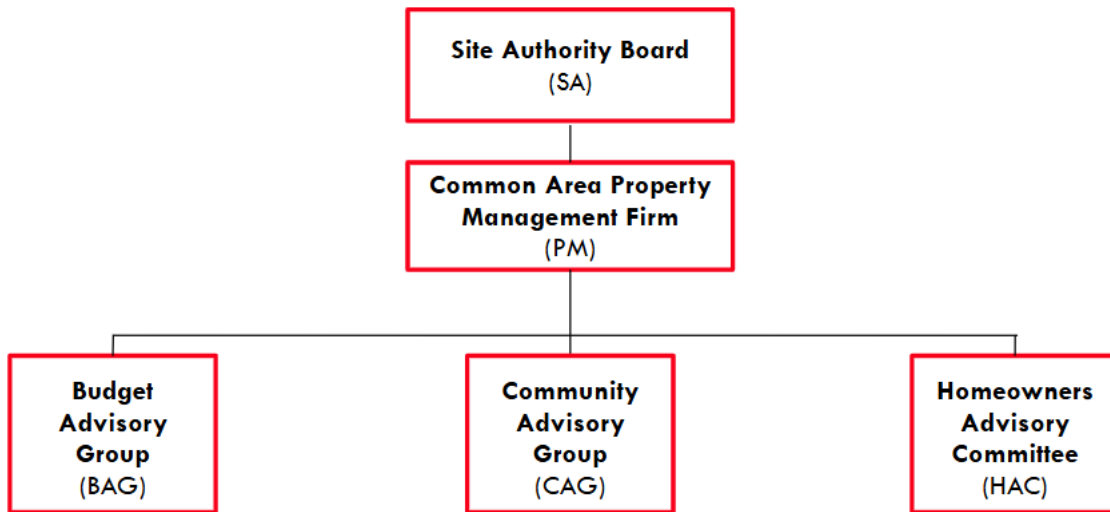 Site Authority Board
(SA)
Common Area Property
Management Firm
(PM)
Budget
Advisory
Group
(BAG)
Community
Advisory
Group
(CAG)
Homeowners
Advisory
Committee
(HAC)